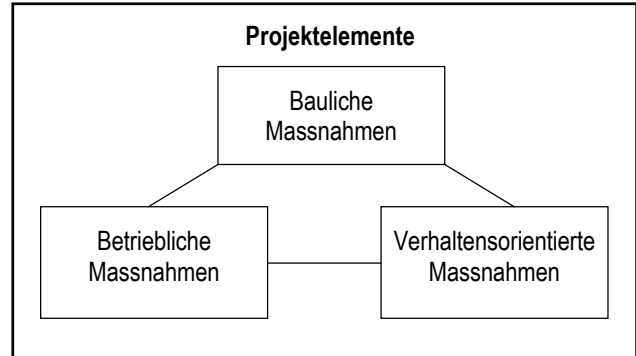 Projektelemente
Bauliche
Massnahmen
Betriebliche
Massnahmen
Verhaltensorientierte
Massnahmen